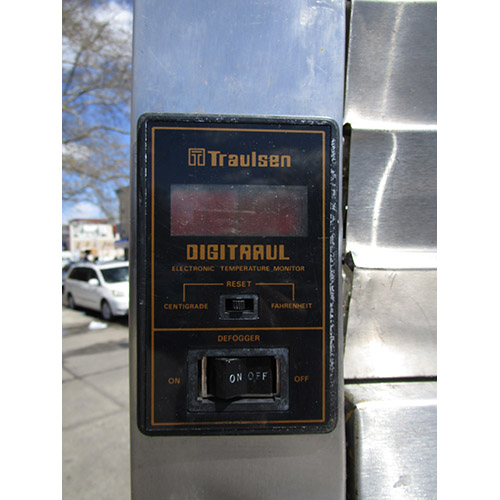 Traulsen
DIGITRAUL
ELECTRONIC TEMPERATURE MONITOR
RESET
CENTIGRADE FAHRENHEIT
DEFOGGER
ON ON OFF OFF